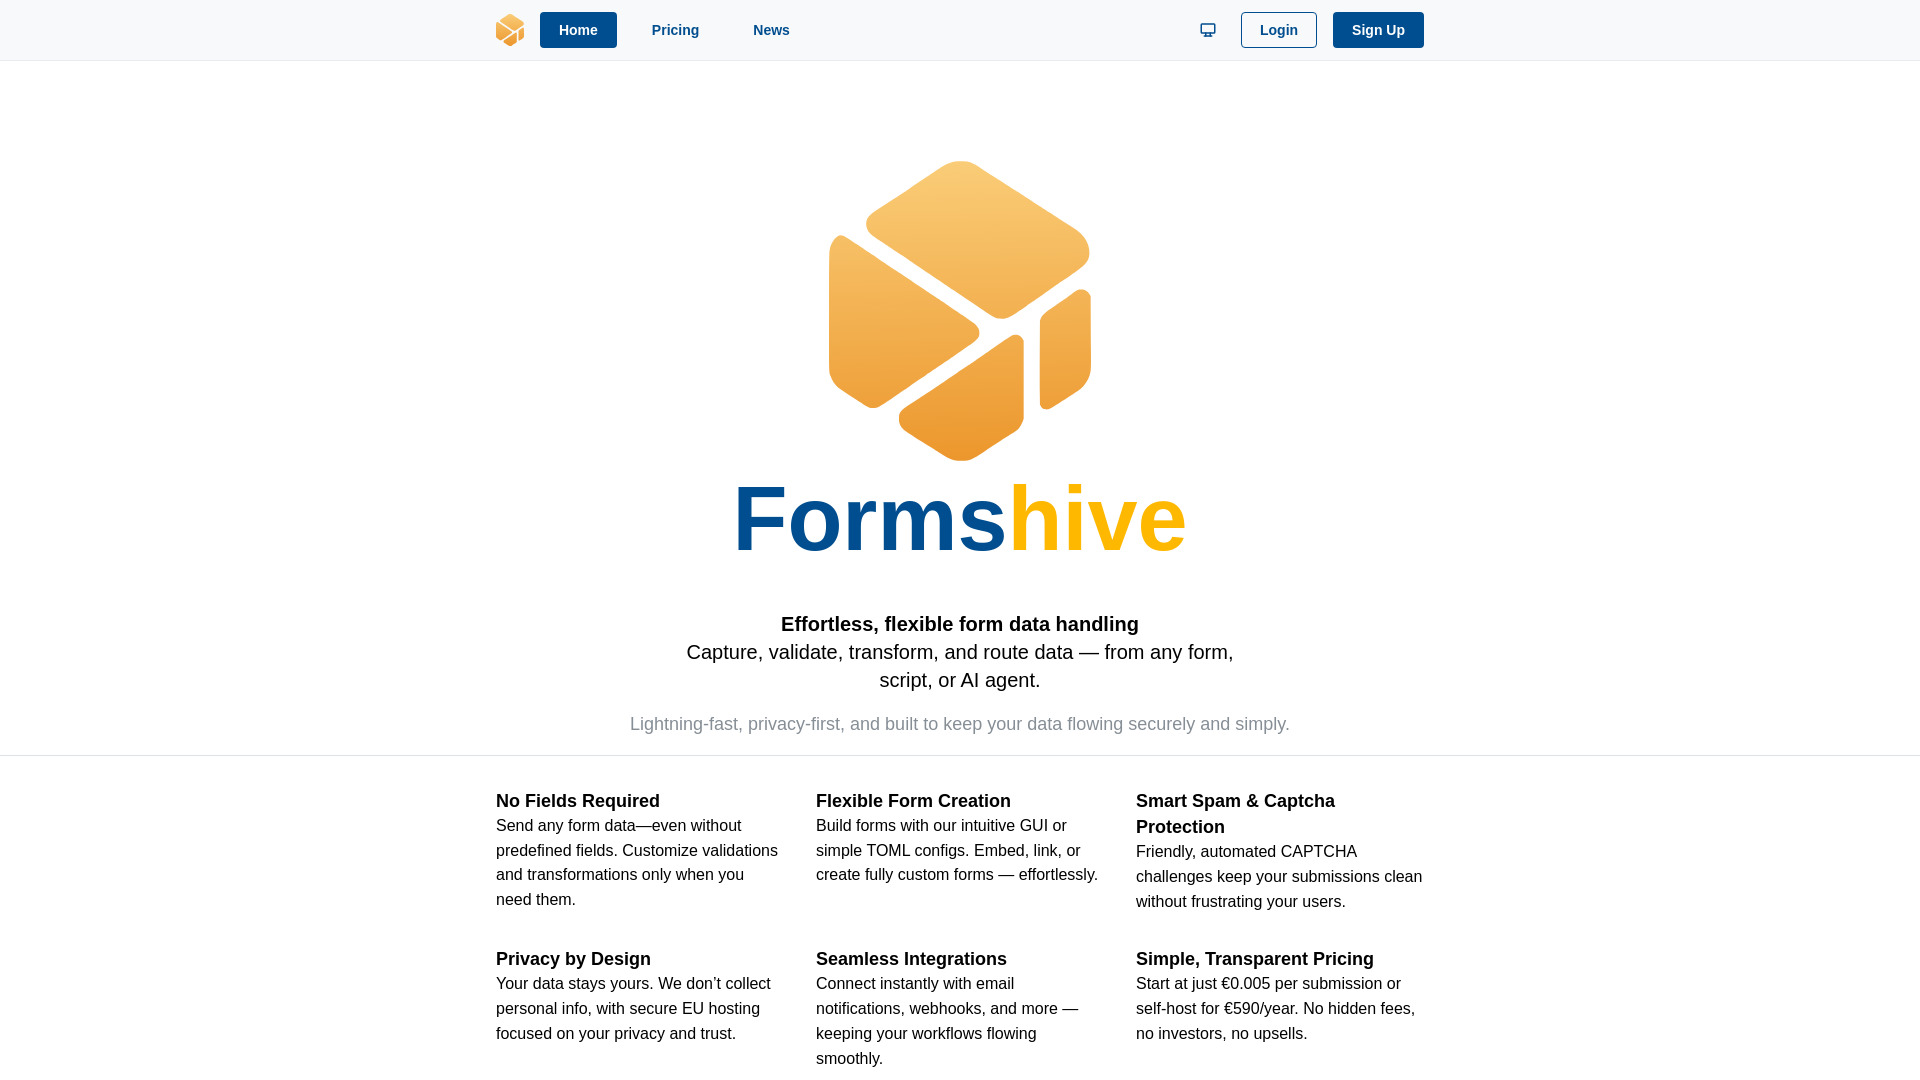 Home
Pricing
News
Login
Sign Up
Formshive
Effortless, flexible form data handling
Capture, validate, transform, and route data — from any form,
script, or AI agent.
Lightning-fast, privacy-first, and built to keep your data flowing securely and simply.
No Fields Required
Send any form data—even without
predefined fields. Customize validations
and transformations only when you
need them.
Flexible Form Creation
Build forms with our intuitive GUI or
simple TOML configs. Embed, link, or
create fully custom forms — effortlessly.
Smart Spam & Captcha
Protection
Friendly, automated CAPTCHA
challenges keep your submissions clean
without frustrating your users.
Privacy by Design
Your data stays yours. We don’t collect
personal info, with secure EU hosting
focused on your privacy and trust.
Seamless Integrations
Connect instantly with email
notifications, webhooks, and more —
keeping your workflows flowing
smoothly.
Simple, Transparent Pricing
Start at just €0.005 per submission or
self-host for €590/year. No hidden fees,
no investors, no upsells.